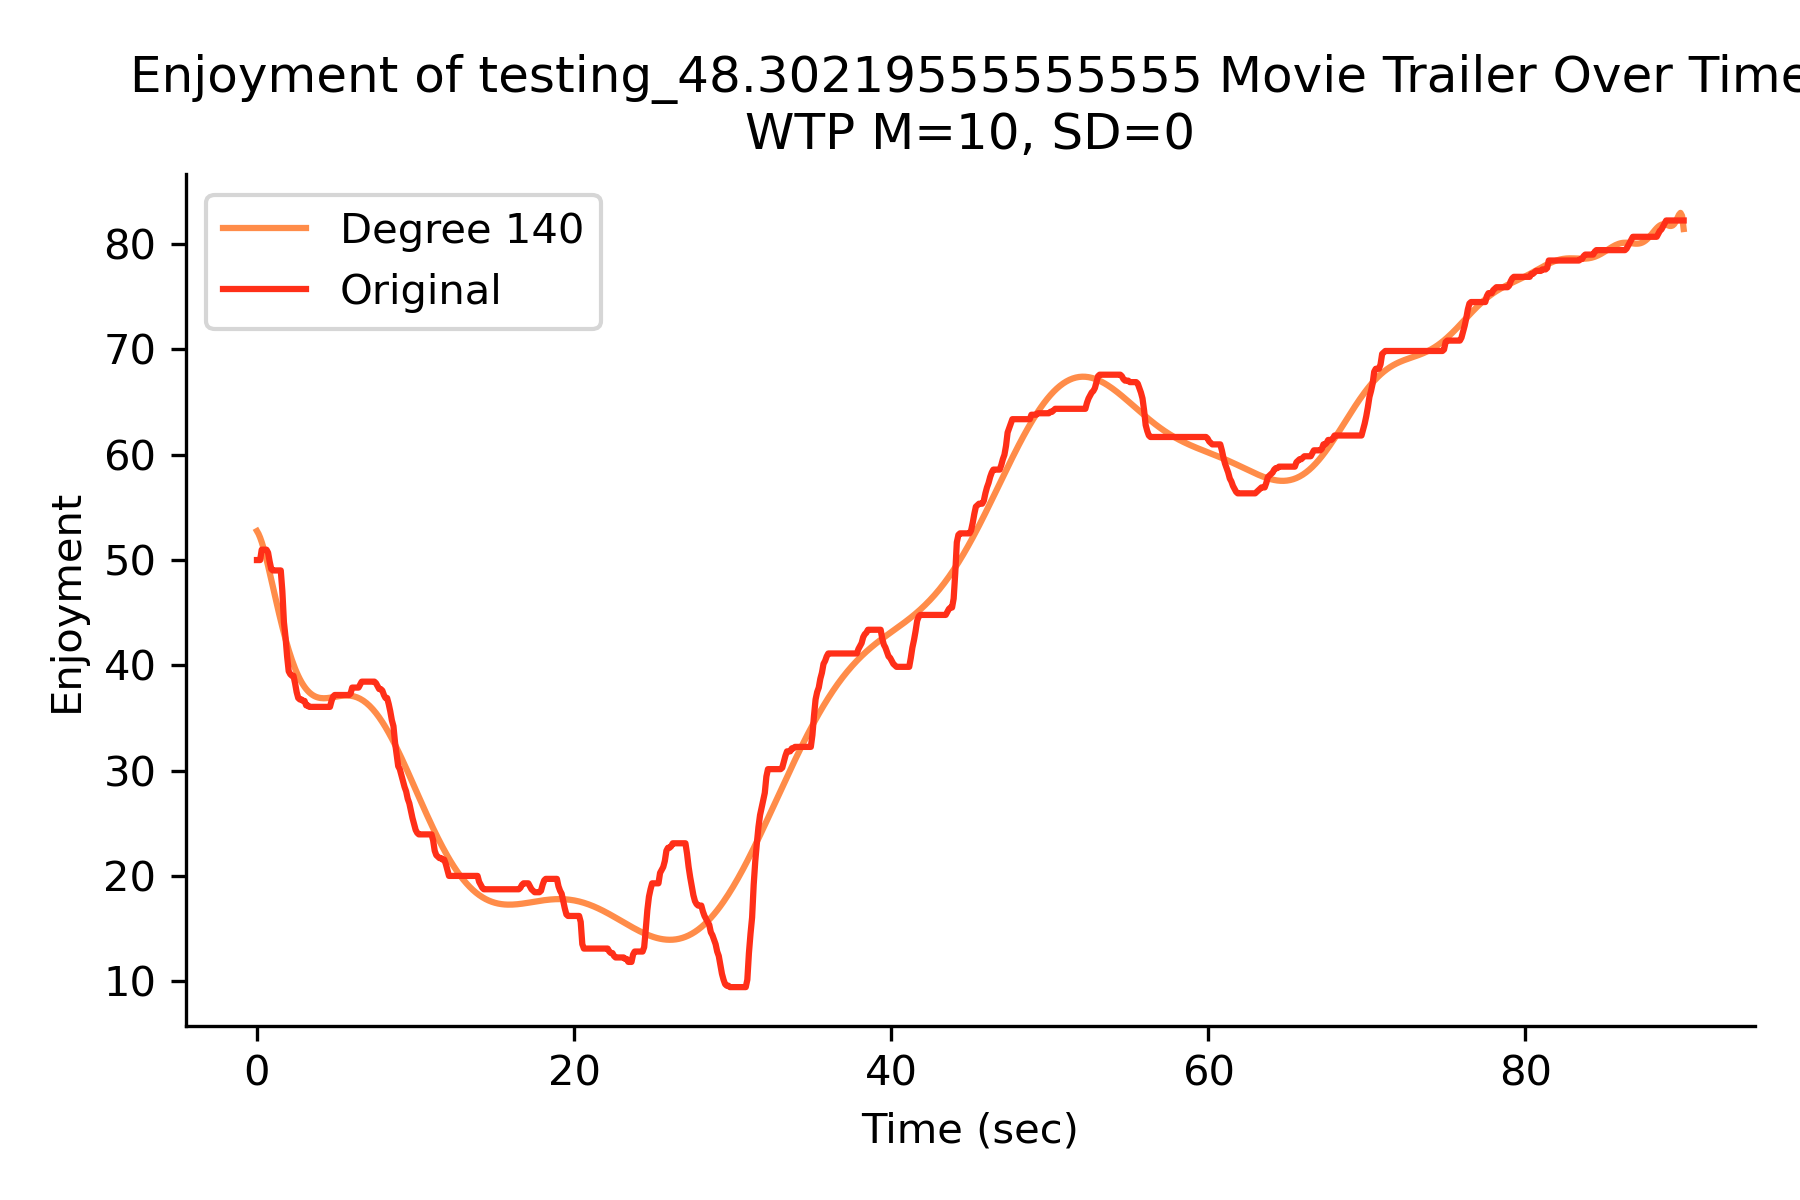 Enjoyment of testing_48.30219555555555 Movie Trailer Over Time
WTP M=10, SD=0
Degree 140
Original
80
70
60
50
40
30
20
10
Enjoyment
0 20 40 60 80
Time (sec)